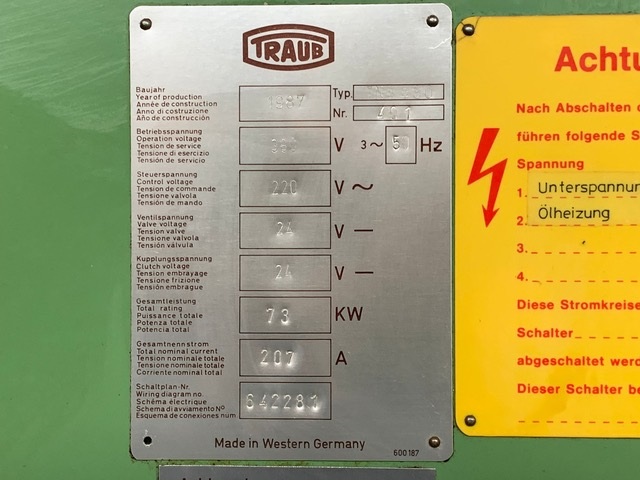 TRAUB
Baujahr
Year of production
Année de construction
Anno di costruzione
Año de construcción
Typ.
Nr. 451
Betriebsspannung
Operation voltage
Tension de service
Tensione di esercizio
Tensión de servicio
V 3~ Hz
Steuerspannung
Control voltage
Tension de commande
Tensione valvola
Tensión de mando
220 V ~
Ventilspannung
Valve voltage
Tension valve
Tensione valvola
Tensión válvula
24 V —
Kupplungsspannung
Clutch voltage
Tension embrayage
Tensione frizione
Tensión embrague
24 V —
Gesamtleistung
Total rating
Puissance totale
Potenza totale
Potencia total
73 KW
Gesamtnennstrom
Total nominal current
Tension nominale totale
Tensione nominale totale
Corriente nominal total
207 A
Schaltplan-Nr.
Wiring diagram no.
Schéma électrique
Schema di avviamento No
Esquema de conexiones núm
642281
Made in Western Germany
600187
Achtu
Nach Abschalten
führen folgende S
Spannung
1. Unterspannun
2. Ölheizung
3.
4.
Diese Stromkreise
Schalter
abgeschaltet werd
Dieser Schalter be